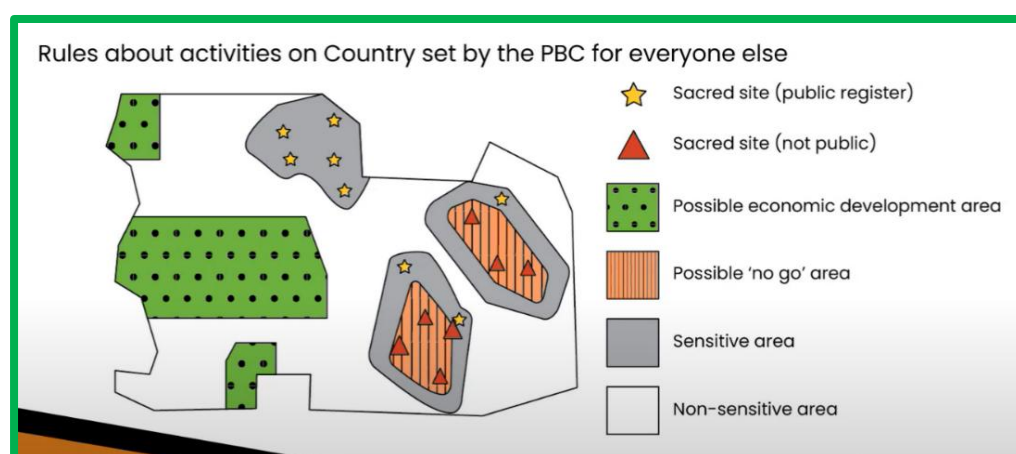 Rules about activities on Country set by the PBC for everyone else
Sacred site (public register)
Sacred site (not public)
Possible economic development area
Possible ‘no go’ area
Sensitive area
Non-sensitive area